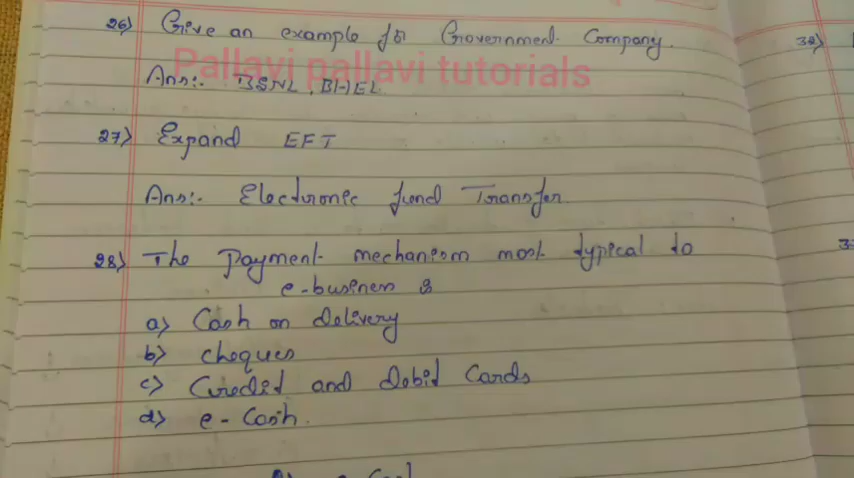 26) Give an example for Government Company.
Pallavi pallavi tutorials
Ans:- BSNL, BHEL
27) Expand EFT
Ans:- Electronic fund Transfer
28) The payment mechanism most typical to
e-business is
a) Cash on delivery
b) cheques
c) Credit and Debit Cards
d) e-Cash.